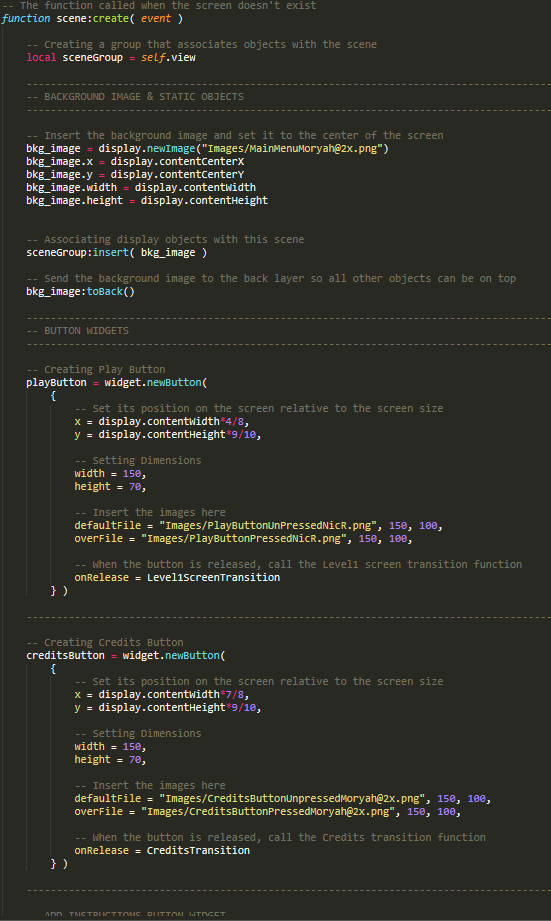 -- The function called when the screen doesn't exist
function scene:create( event )
-- Creating a group that associates objects with the scene
local sceneGroup = self.view
-----------------------------------------------------------------------------------------
-- BACKGROUND IMAGE & STATIC OBJECTS
-----------------------------------------------------------------------------------------
-- Insert the background image and set it to the center of the screen
bkg_image = display.newImage("Images/MainMenuMoryah@2x.png")
bkg_image.x = display.contentCenterX
bkg_image.y = display.contentCenterY
bkg_image.width = display.contentWidth
bkg_image.height = display.contentHeight
-- Associating display objects with this scene
sceneGroup:insert( bkg_image )
-- Send the background image to the back layer so all other objects can be on top
bkg_image:toBack()
-----------------------------------------------------------------------------------------
-- BUTTON WIDGETS
-----------------------------------------------------------------------------------------
-- Creating Play Button
playButton = widget.newButton(
{
-- Set its position on the screen relative to the screen size
x = display.contentWidth*4/8,
y = display.contentHeight*9/10,
-- Setting Dimensions
width = 150,
height = 70,
-- Insert the images here
defaultFile = "Images/PlayButtonUnPressedNicR.png", 150, 100,
overFile = "Images/PlayButtonPressedNicR.png", 150, 100,
-- When the button is released, call the Level1 screen transition function
onRelease = Level1ScreenTransition
} )
-----------------------------------------------------------------------------------------
-- Creating Credits Button
creditsButton = widget.newButton(
{
-- Set its position on the screen relative to the screen size
x = display.contentWidth*7/8,
y = display.contentHeight*9/10,
-- Setting Dimensions
width = 150,
height = 70,
-- Insert the images here
defaultFile = "Images/CreditsButtonUnpressedMoryah@2x.png", 150, 100,
overFile = "Images/CreditsButtonPressedMoryah@2x.png", 150, 100,
-- When the button is released, call the Credits transition function
onRelease = CreditsTransition
} )
-----------------------------------------------------------------------------------------
ADD INSTRUCTIONS BUTTON WIDGET